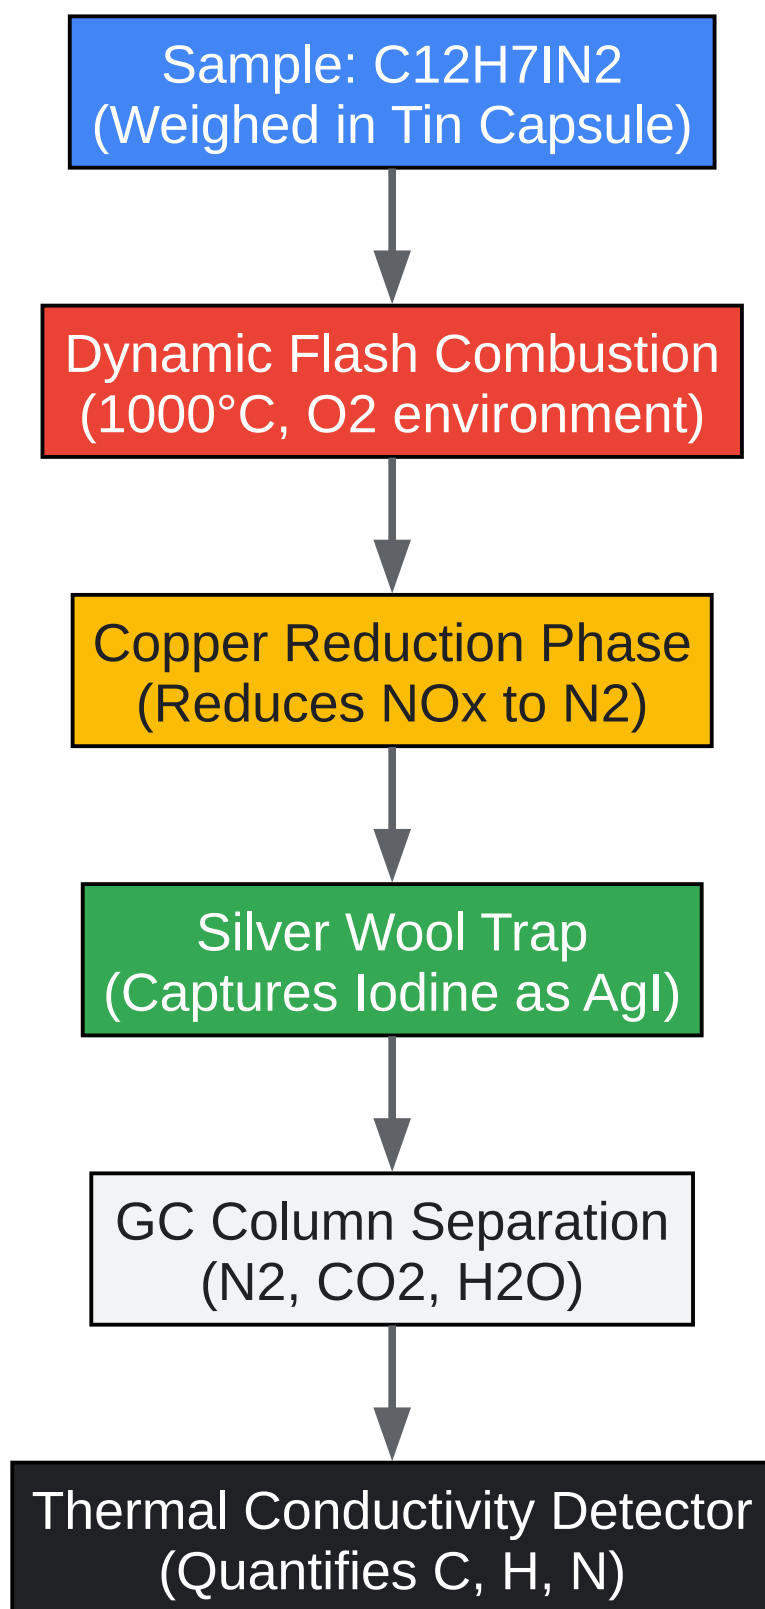 Sample: C12H7IN2
(Weighed in Tin Capsule)
Dynamic Flash Combustion
(1000°C, O2 environment)
Copper Reduction Phase
(Reduces NOx to N2)
Silver Wool Trap
(Captures Iodine as AgI)
GC Column Separation
(N2, CO2, H2O)
Thermal Conductivity Detector
(Quantifies C, H, N)